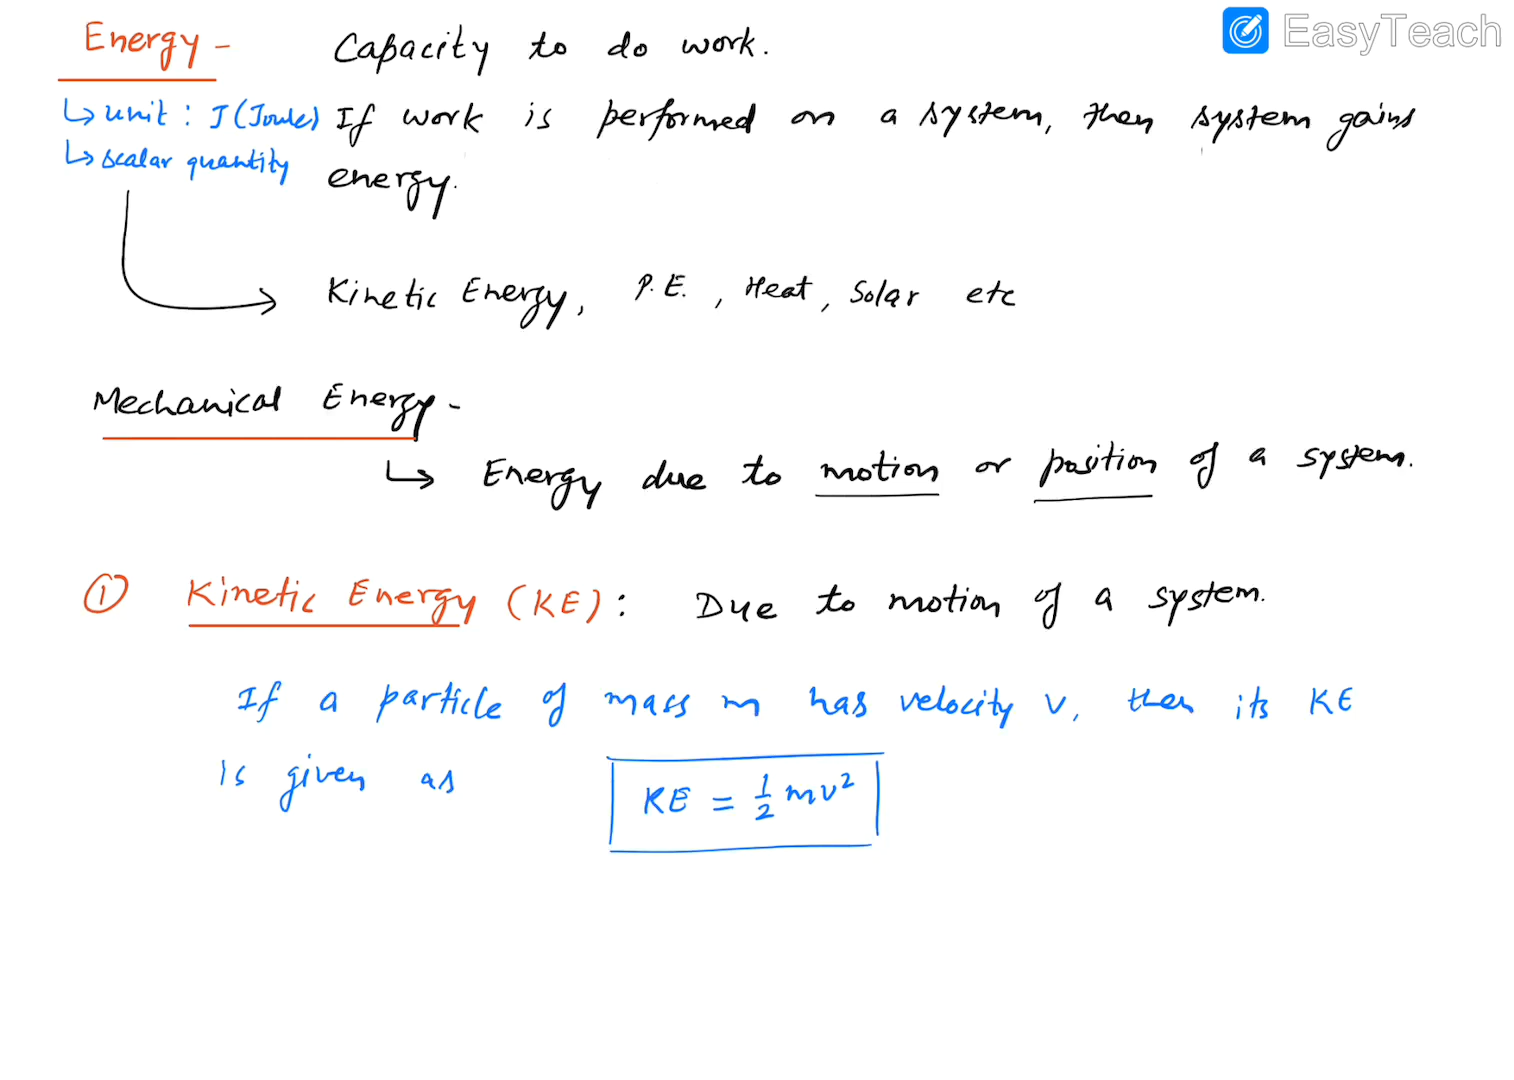 Energy - Capacity to do work.
EasyTeach
↳ unit : J (Joule) If work is performed on a system, then system gains
↳ scalar quantity energy.
Kinetic Energy, P.E., Heat, Solar etc
Mechanical Energy -
↳ Energy due to motion or position of a system.
① Kinetic Energy (KE) : Due to motion of a system.
If a particle of mass m has velocity v, then its KE
is given as KE = 1/2 mv²